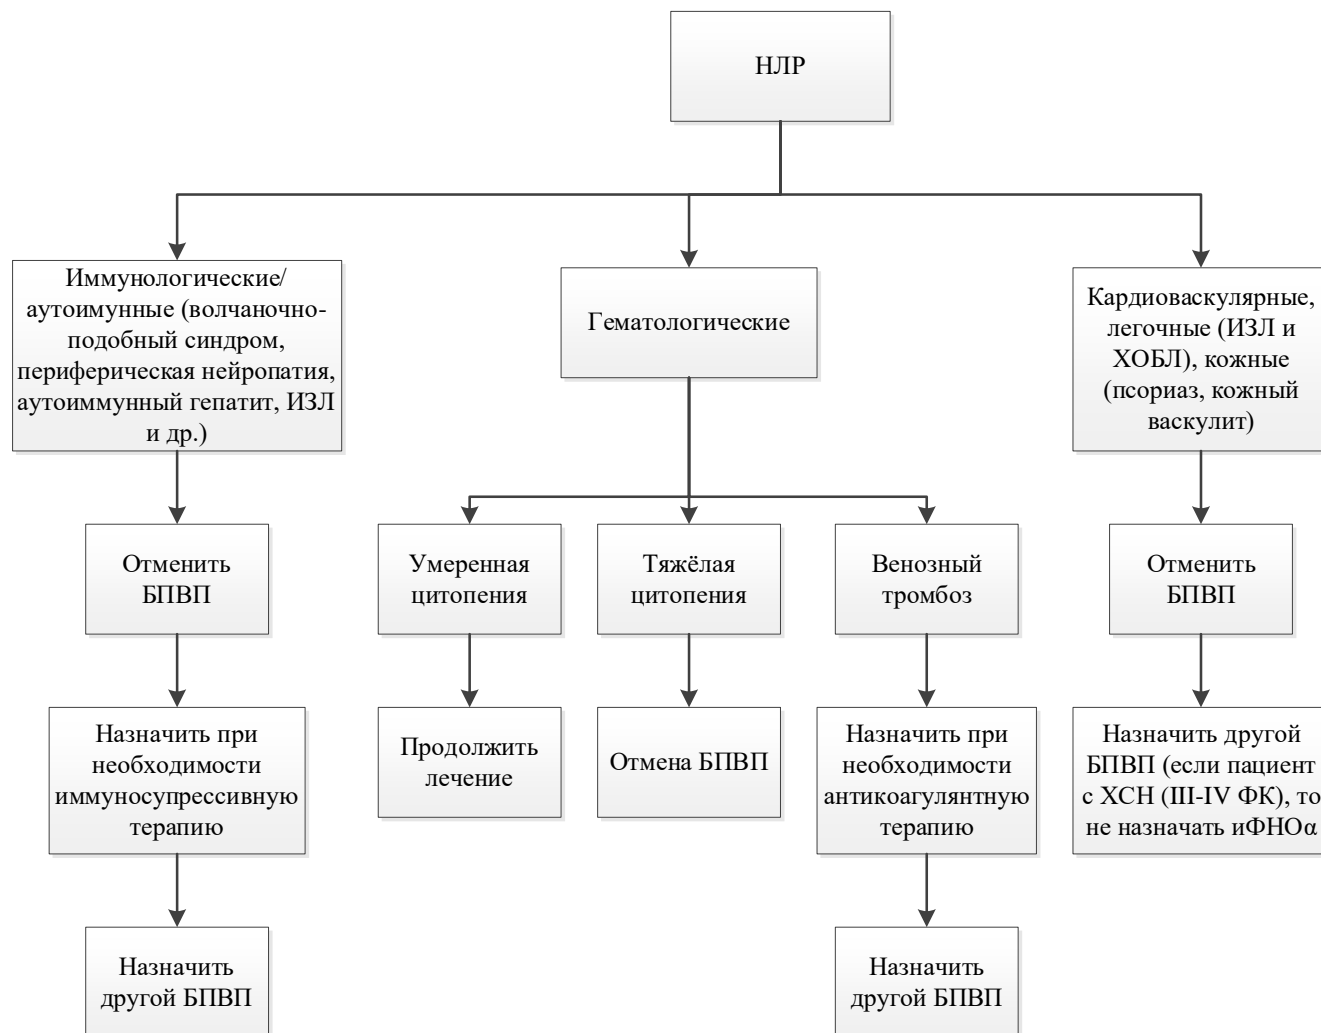 НЛР
Иммунологические/
аутоимунные (волчаночно-
подобный синдром,
периферическая нейропатия,
аутоиммунный гепатит, ИЗЛ
и др.)
Гематологические
Кардиоваскулярные,
легочные (ИЗЛ и
ХОБЛ), кожные
(псориаз, кожный
васкулит)
Отменить
БПВП
Умеренная
цитопения
Тяжёлая
цитопения
Венозный
тромбоз
Отменить
БПВП
Назначить при
необходимости
иммуносупрессивную
терапию
Продолжить
лечение
Отмена БПВП
Назначить при
необходимости
антикоагулянтную
терапию
Назначить другой
БПВП (если пациент
с ХСН (III-IV ФК), то
не назначать иФНОα
Назначить
другой БПВП
Назначить
другой БПВП